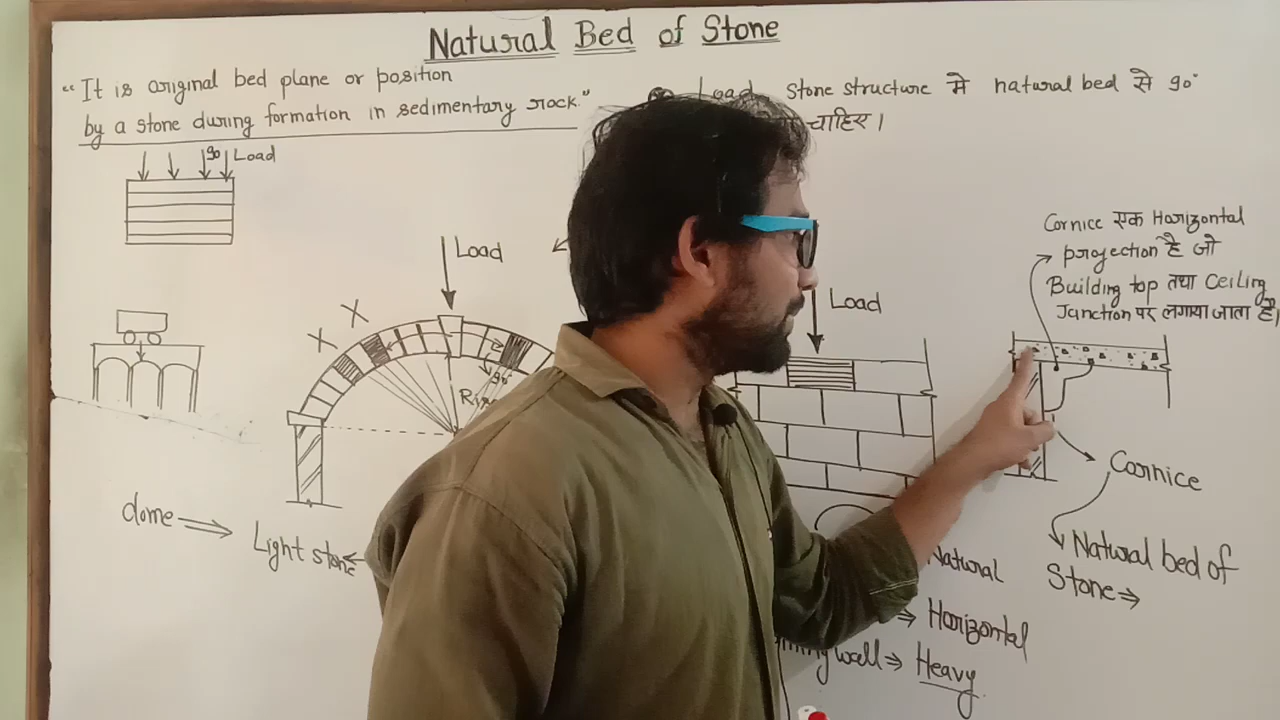 Natural Bed of Stone
"It is original bed plane or position
by a stone during formation in sedimentary rock."
Load Stone structure मे natural bed से 90°
चाहिए।
90 Load
Load
X X
90°
Load
Cornice एक Horizontal
projection है जो
Building top तथा Ceiling
Junction पर लगाया जाता है।
Cornice
Natural bed of
Stone⇒
dome ⇒ Light stone
Natural
⇒ Horizontal
wall ⇒ Heavy